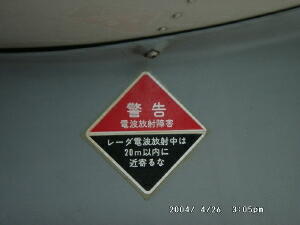 警告
電波放射障害
レーダ電波放射中は
20m以内に
近寄るな
2004/ 4/26 3:05pm